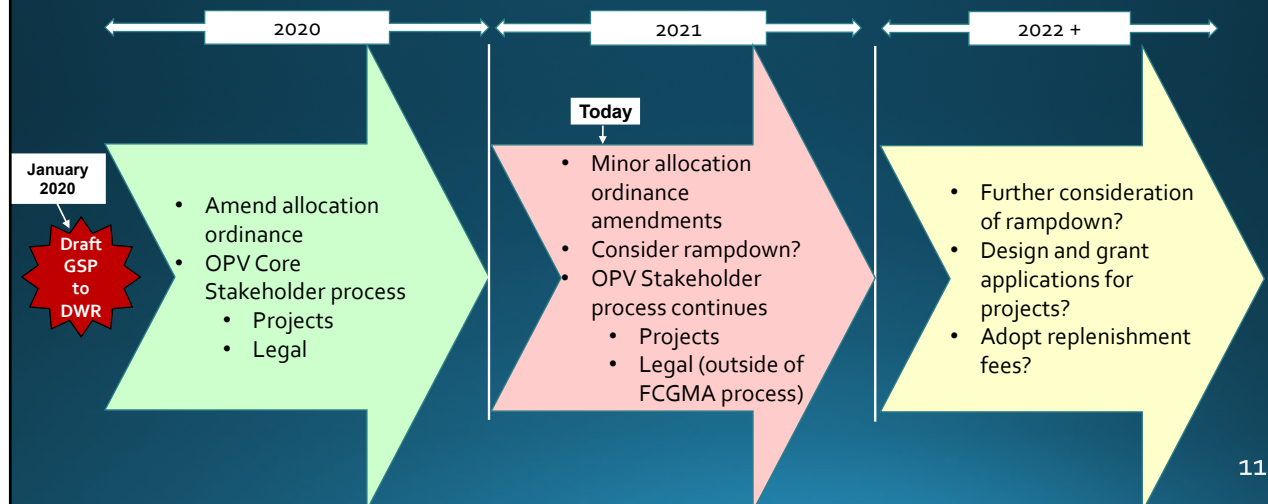 2020
2021
2022 +
Today
January
2020
Draft
GSP
to
DWR
• Amend allocation
ordinance
• OPV Core
Stakeholder process
• Projects
• Legal
• Minor allocation
ordinance
amendments
• Consider rampdown?
• OPV Stakeholder
process continues
• Projects
• Legal (outside of
FCGMA process)
• Further consideration
of rampdown?
• Design and grant
applications for
projects?
• Adopt replenishment
fees?
11